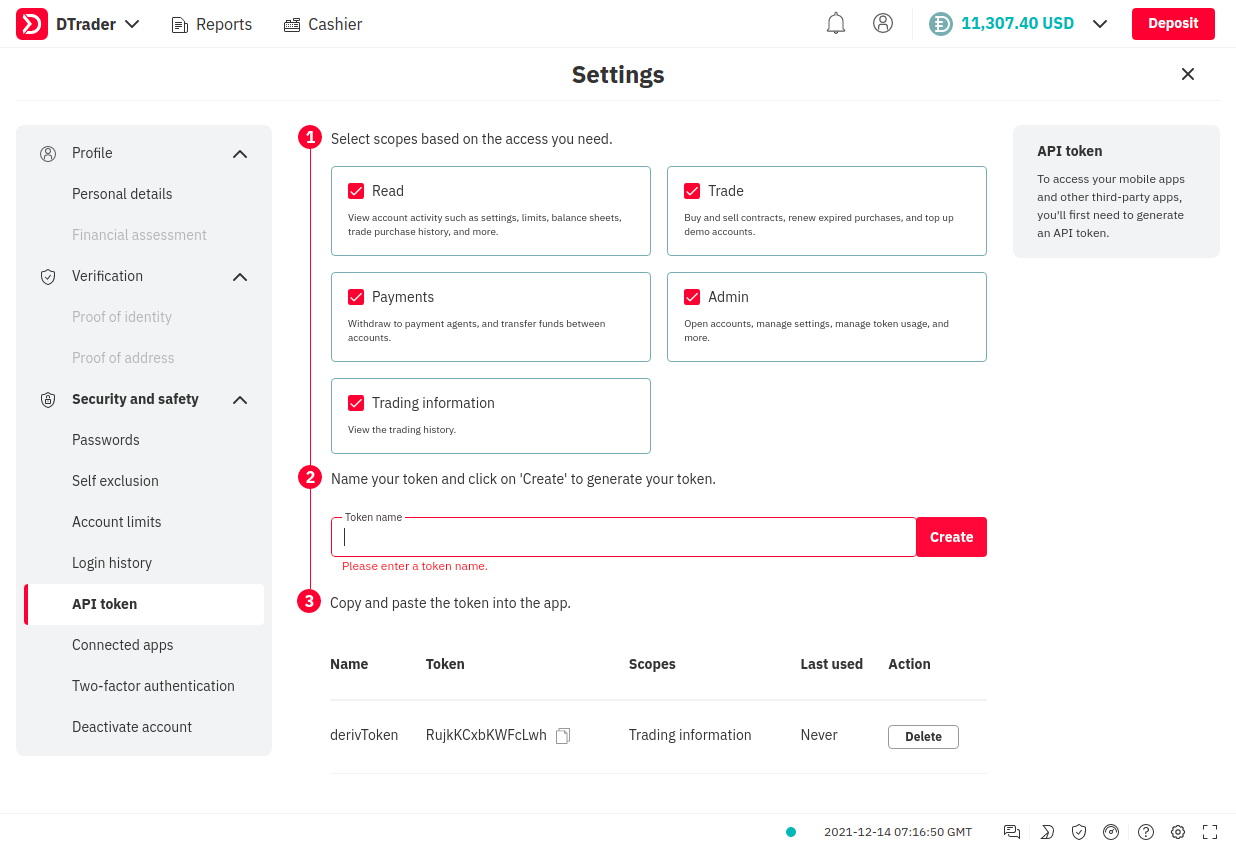 DTrader
Reports
Cashier
11,307.40 USD
Deposit
Settings
Profile
Personal details
Financial assessment
Verification
Proof of identity
Proof of address
Security and safety
Passwords
Self exclusion
Account limits
Login history
API token
Connected apps
Two-factor authentication
Deactivate account
1 Select scopes based on the access you need.
Read
View account activity such as settings, limits, balance sheets,
trade purchase history, and more.
Trade
Buy and sell contracts, renew expired purchases, and top up
demo accounts.
Payments
Withdraw to payment agents, and transfer funds between
accounts.
Admin
Open accounts, manage settings, manage token usage, and
more.
Trading information
View the trading history.
2 Name your token and click on 'Create' to generate your token.
Token name
Create
Please enter a token name.
3 Copy and paste the token into the app.
Name Token Scopes Last used Action
derivToken RujkKCxbKWFcLwh Trading information Never Delete
API token
To access your mobile apps
and other third-party apps,
you'll first need to generate
an API token.
2021-12-14 07:16:50 GMT